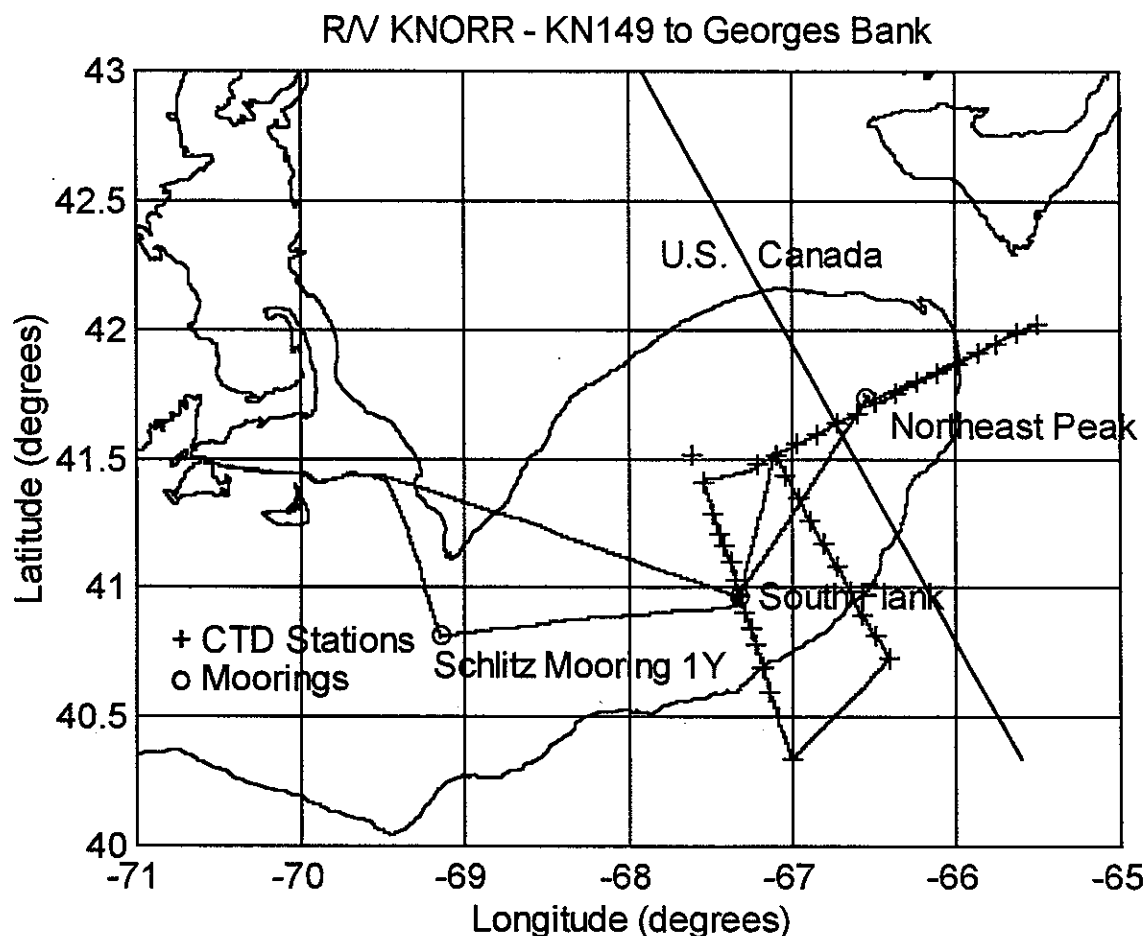 R/V KNORR - KN149 to Georges Bank
43
42.5
U.S. Canada
42
Northeast Peak
41.5
41
South Flank
+ CTD Stations
Schlitz Mooring 1Y
o Moorings
40.5
40
-71 -70 -69 -68 -67 -66 -65
Longitude (degrees)
Latitude (degrees)